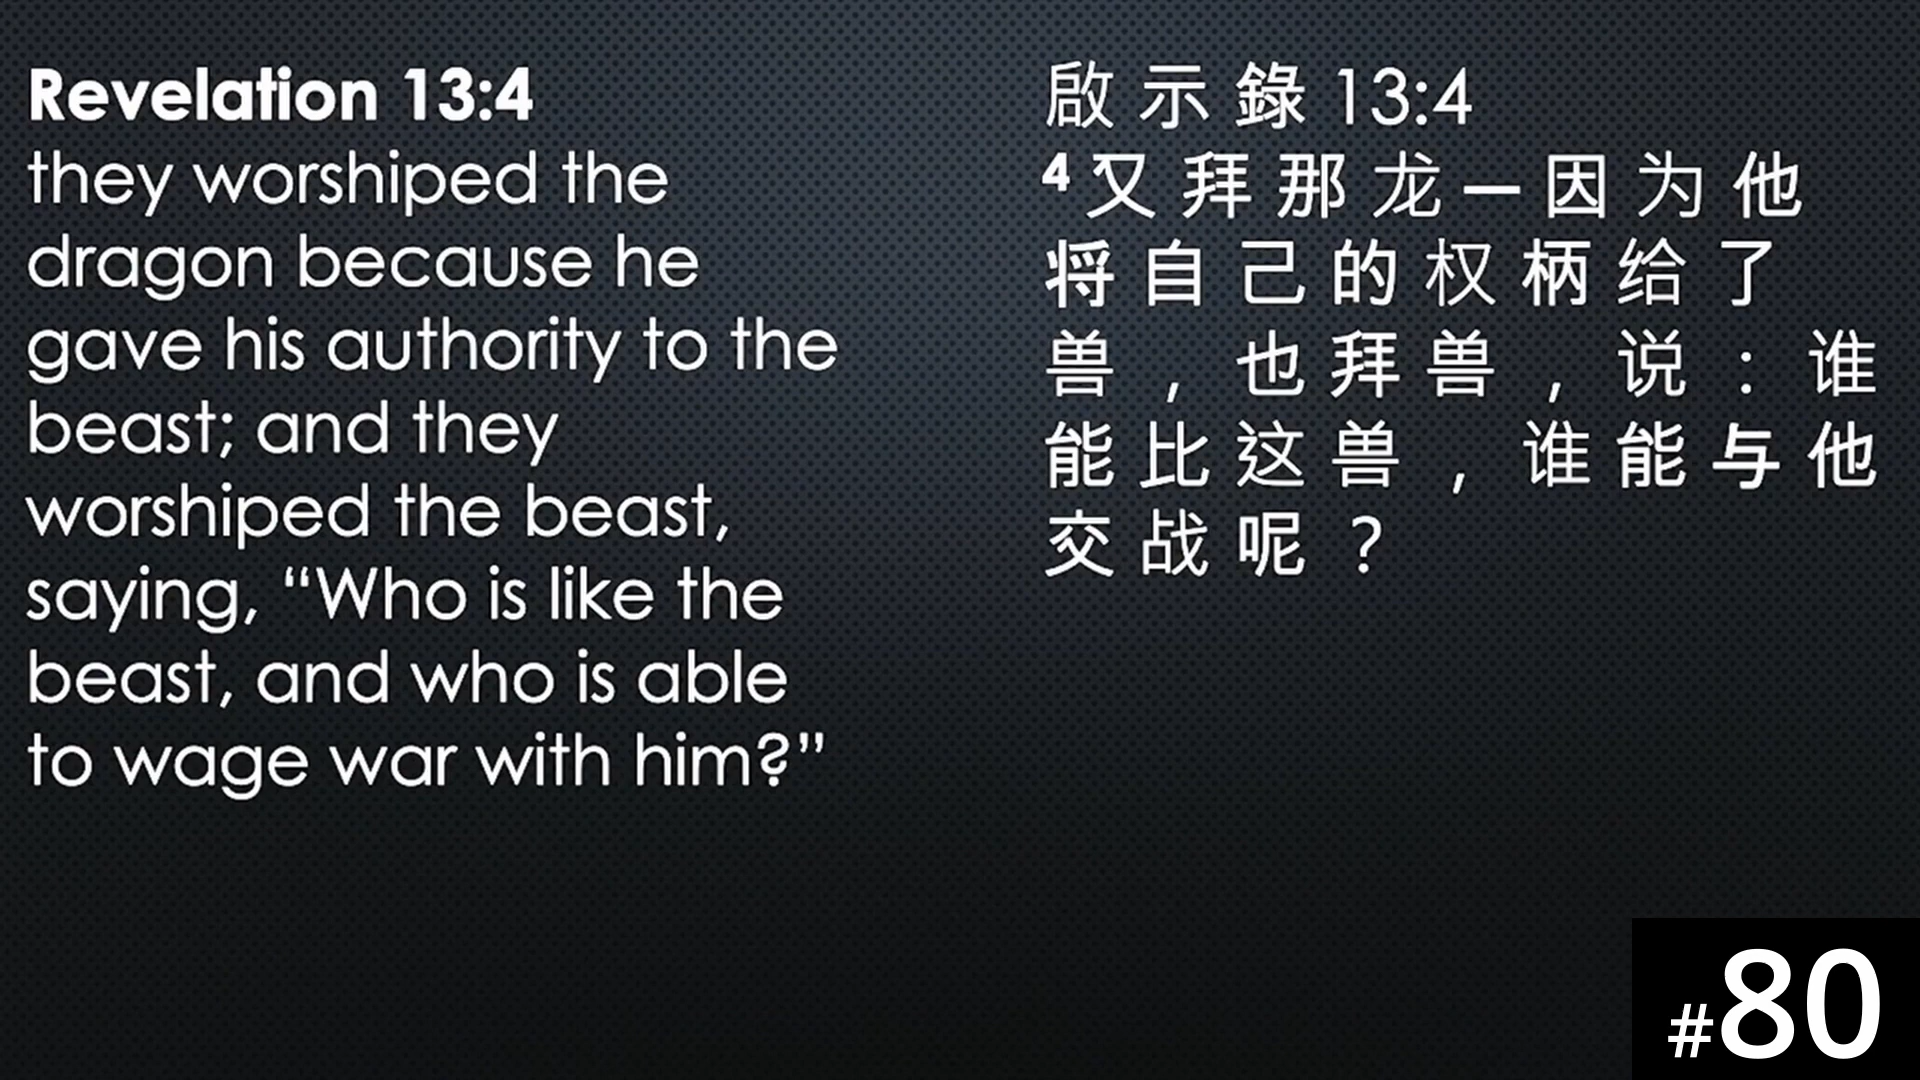 Revelation 13:4
they worshiped the
dragon because he
gave his authority to the
beast; and they
worshiped the beast,
saying, “Who is like the
beast, and who is able
to wage war with him?”
啟示錄 13:4
4 又拜那龙—因为他
将自己的权柄给了
兽，也拜兽，说：谁
能比这兽，谁能与他
交战呢？
#80